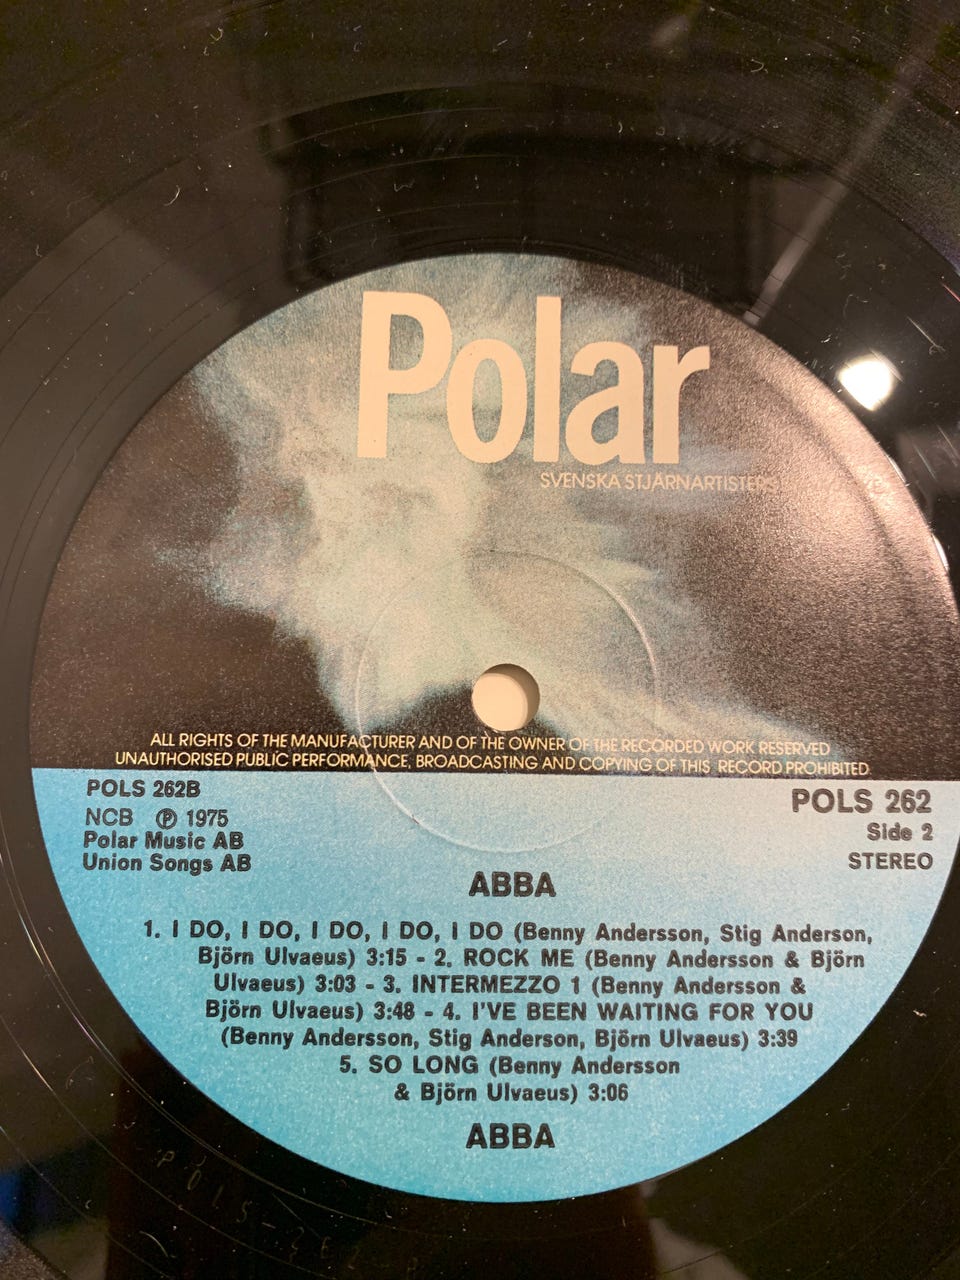 Polar
SVENSKA STJÄRNARTISTER
ALL RIGHTS OF THE MANUFACTURER AND OF THE OWNER OF THE RECORDED WORK RESERVED
UNAUTHORISED PUBLIC PERFORMANCE, BROADCASTING AND COPYING OF THIS RECORD PROHIBITED
POLS 262B
NCB ℗ 1975
Polar Music AB
Union Songs AB
POLS 262
Side 2
STEREO
ABBA
1. I DO, I DO, I DO, I DO, I DO (Benny Andersson, Stig Anderson,
Björn Ulvaeus) 3:15 - 2. ROCK ME (Benny Andersson & Björn
Ulvaeus) 3:03 - 3. INTERMEZZO 1 (Benny Andersson &
Björn Ulvaeus) 3:48 - 4. I'VE BEEN WAITING FOR YOU
(Benny Andersson, Stig Anderson, Björn Ulvaeus) 3:39
5. SO LONG (Benny Andersson
& Björn Ulvaeus) 3:06
ABBA
POLS-262